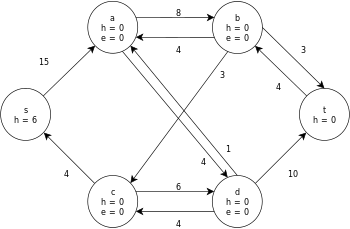 a
h = 0
e = 0
8
b
h = 0
e = 0
4
3
15
3
4
s
h = 6
t
h = 0
1
4
4
10
c
h = 0
e = 0
6
d
h = 0
e = 0
4